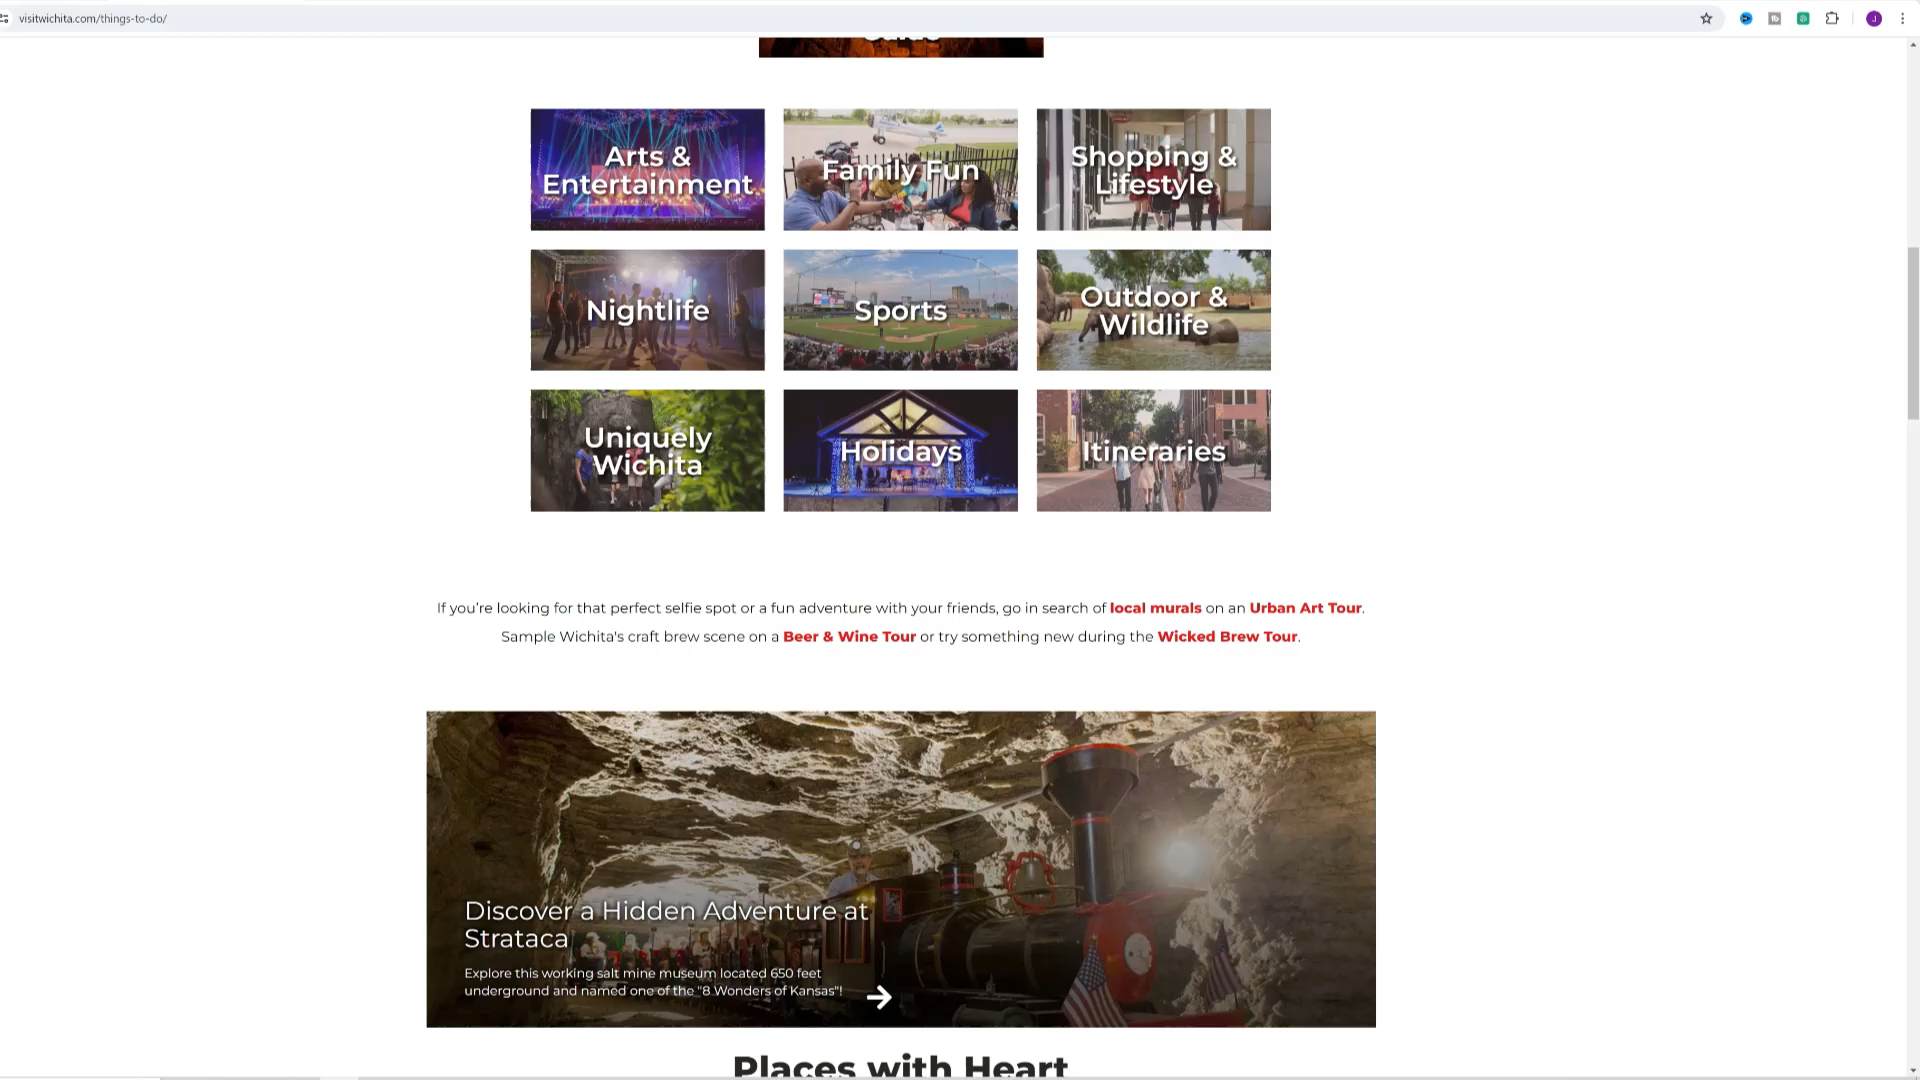 visitwichita.com/things-to-do/
Guide
Arts &
Entertainment
Family Fun
Shopping &
Lifestyle
Nightlife
Sports
Outdoor &
Wildlife
Uniquely
Wichita
Holidays
Itineraries
If you're looking for that perfect selfie spot or a fun adventure with your friends, go in search of local murals on an Urban Art Tour.
Sample Wichita's craft brew scene on a Beer & Wine Tour or try something new during the Wicked Brew Tour.
Discover a Hidden Adventure at
Strataca
Explore this working salt mine museum located 650 feet
underground and named one of the "8 Wonders of Kansas"!
Places with Heart